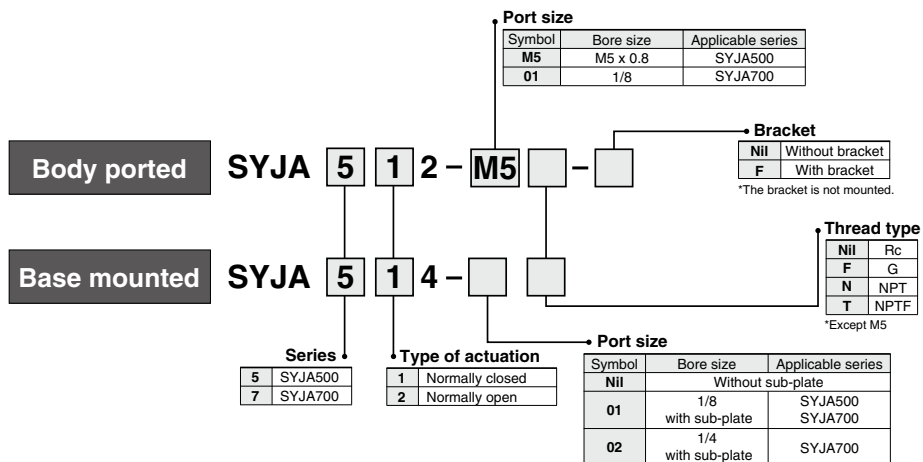 Port size
Symbol Bore size Applicable series
M5 M5 x 0.8 SYJA500
01 1/8 SYJA700
Body ported SYJA 5 1 2 – M5 –
Bracket
Nil Without bracket
F With bracket
*The bracket is not mounted.
Base mounted SYJA 5 1 4 –
Thread type
Nil Rc
F G
N NPT
T NPTF
*Except M5
Series
5 SYJA500
7 SYJA700
Type of actuation
1 Normally closed
2 Normally open
Port size
Symbol Bore size Applicable series
Nil Without sub-plate
01 1/8 with sub-plate SYJA500 SYJA700
02 1/4 with sub-plate SYJA700